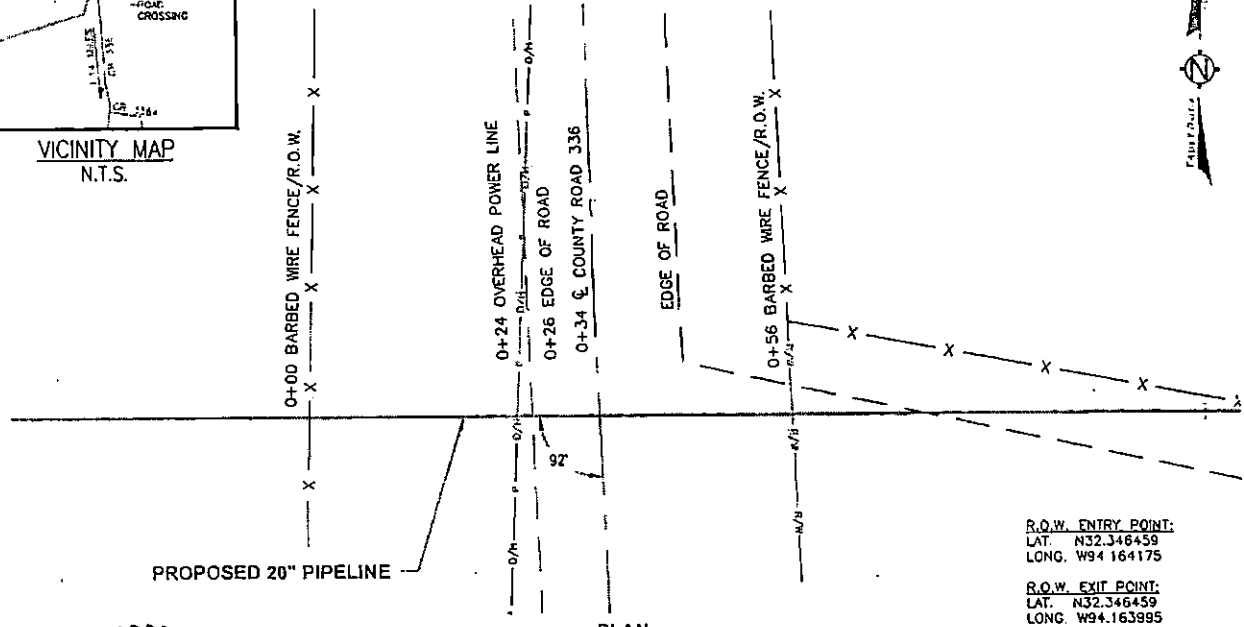 ROAD
CROSSING
VICINITY MAP
N.T.S.
0+00 BARBED WIRE FENCE/R.O.W.
0+24 OVERHEAD POWER LINE
0+26 EDGE OF ROAD
0+34 ℄ COUNTY ROAD 336
EDGE OF ROAD
0+56 BARBED WIRE FENCE/R.O.W.
N
92°
PROPOSED 20" PIPELINE
R.O.W. ENTRY POINT:
LAT. N32.346459
LONG. W94.164175
R.O.W. EXIT POINT:
LAT. N32.346459
LONG. W94.163995
PLAN